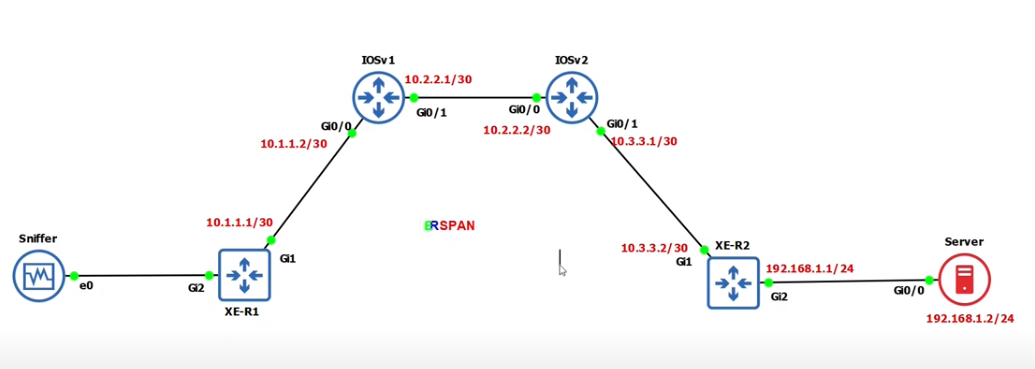 IOSv1
IOSv2
10.2.2.1/30
Gi0/1
Gi0/0
Gi0/0
10.2.2.2/30
Gi0/1
10.3.3.1/30
10.1.1.2/30
10.1.1.1/30
ERSPAN
Sniffer
e0
Gi2
Gi1
XE-R1
10.3.3.2/30
Gi1
XE-R2
192.168.1.1/24
Gi2
Server
Gi0/0
192.168.1.2/24